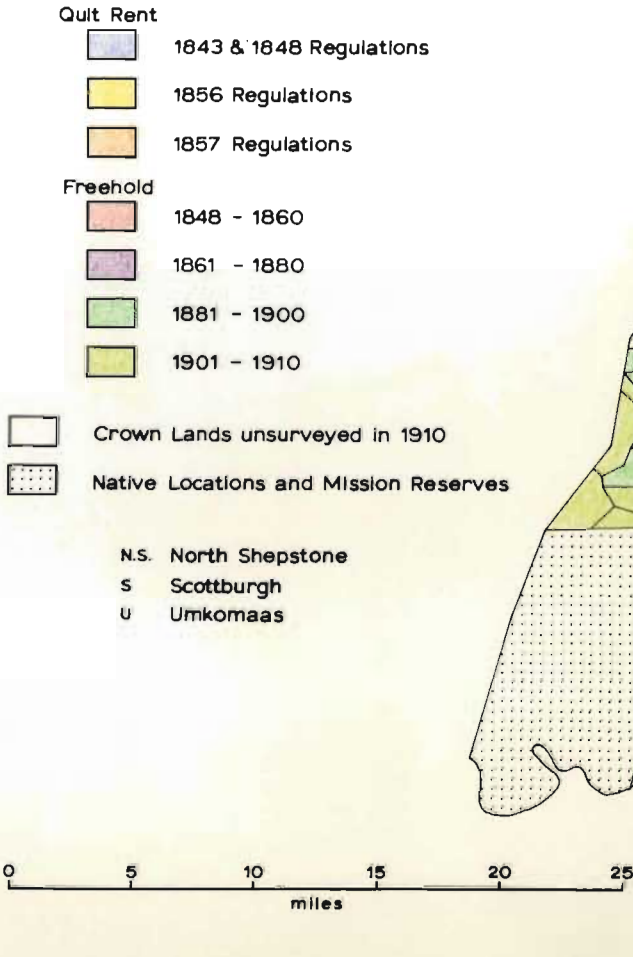 Quit Rent
1843 & 1848 Regulations
1856 Regulations
1857 Regulations
Freehold
1848 - 1860
1861 - 1880
1881 - 1900
1901 - 1910
Crown Lands unsurveyed in 1910
Native Locations and Mission Reserves
N.S. North Shepstone
S Scottburgh
U Umkomaas
0 5 10 15 20 25
miles